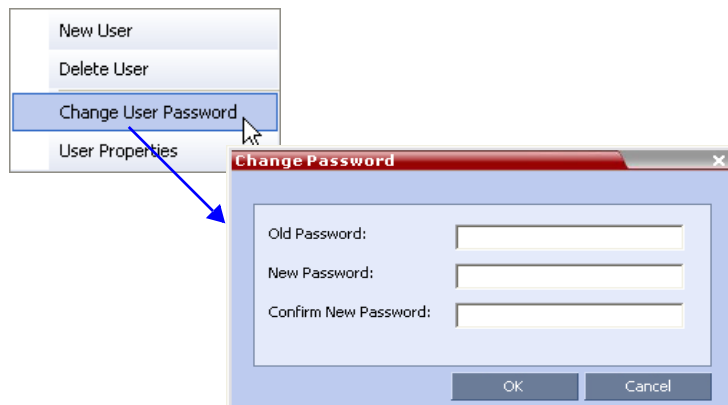 New User
Delete User
Change User Password
User Properties
Change Password
Old Password:
New Password:
Confirm New Password:
OK Cancel